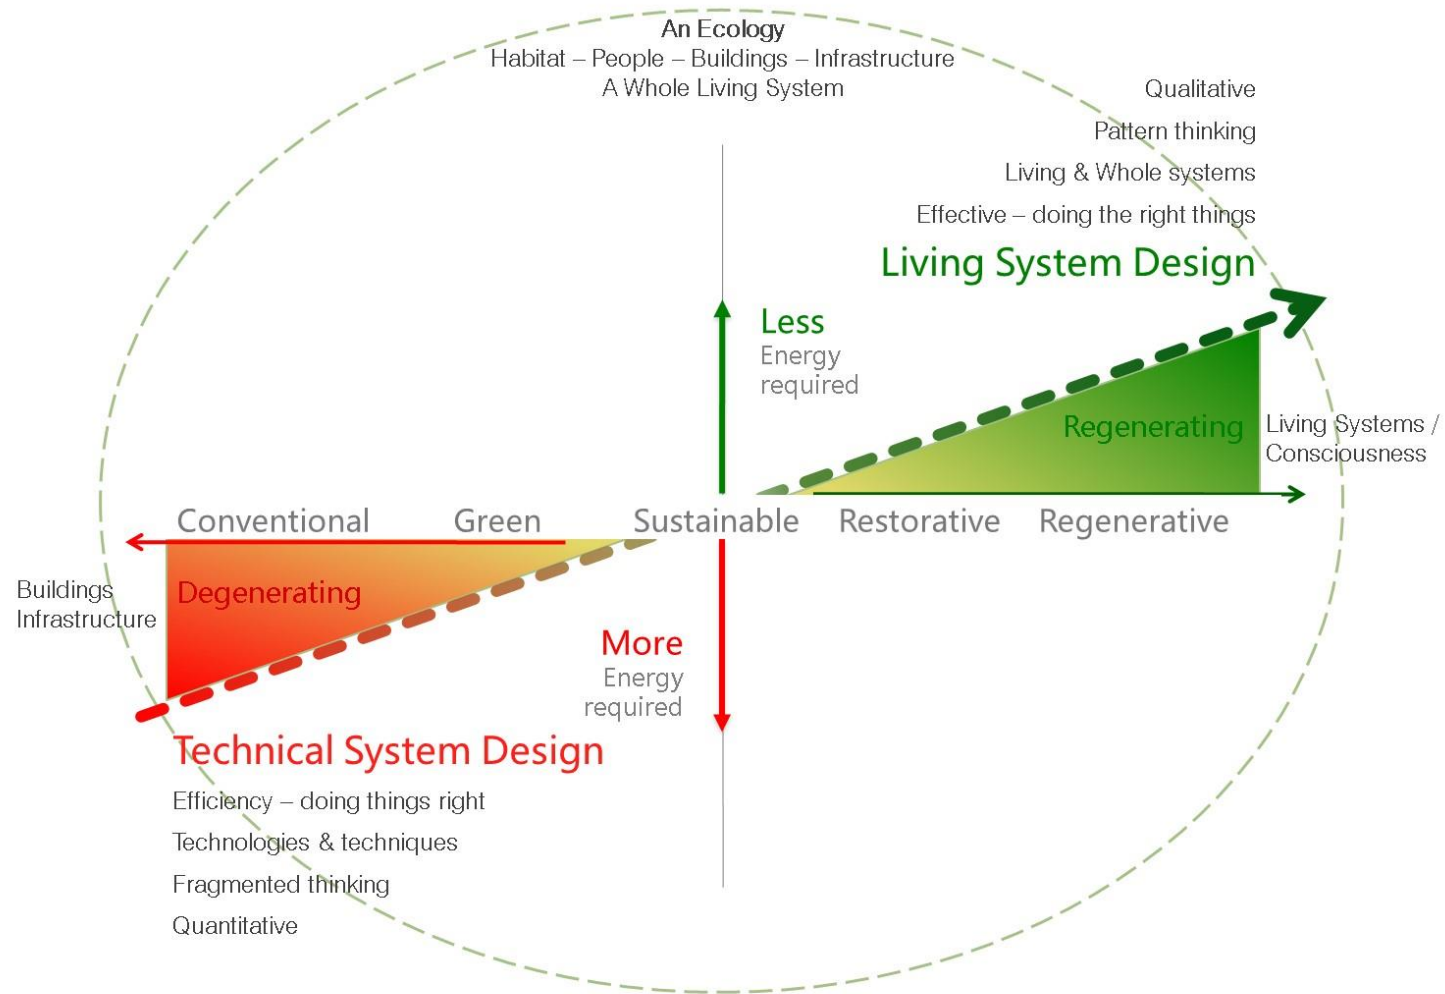 An Ecology
Habitat – People – Buildings – Infrastructure
A Whole Living System
Qualitative
Pattern thinking
Living & Whole systems
Effective – doing the right things
Living System Design
Less
Energy
required
Regenerating
Living Systems /
Consciousness
Conventional
Green
Sustainable
Restorative
Regenerative
Buildings
Infrastructure
Degenerating
More
Energy
required
Technical System Design
Efficiency – doing things right
Technologies & techniques
Fragmented thinking
Quantitative